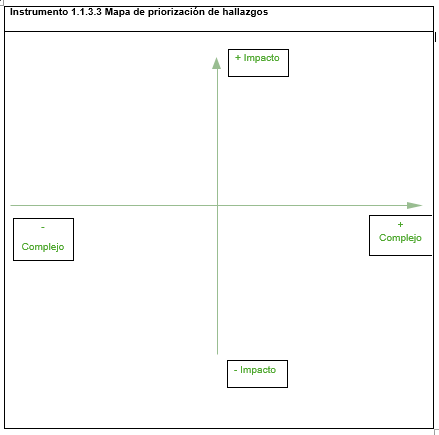 Instrumento 1.1.3.3 Mapa de priorización de hallazgos
+ Impacto
-
Complejo
+
Complejo
- Impacto